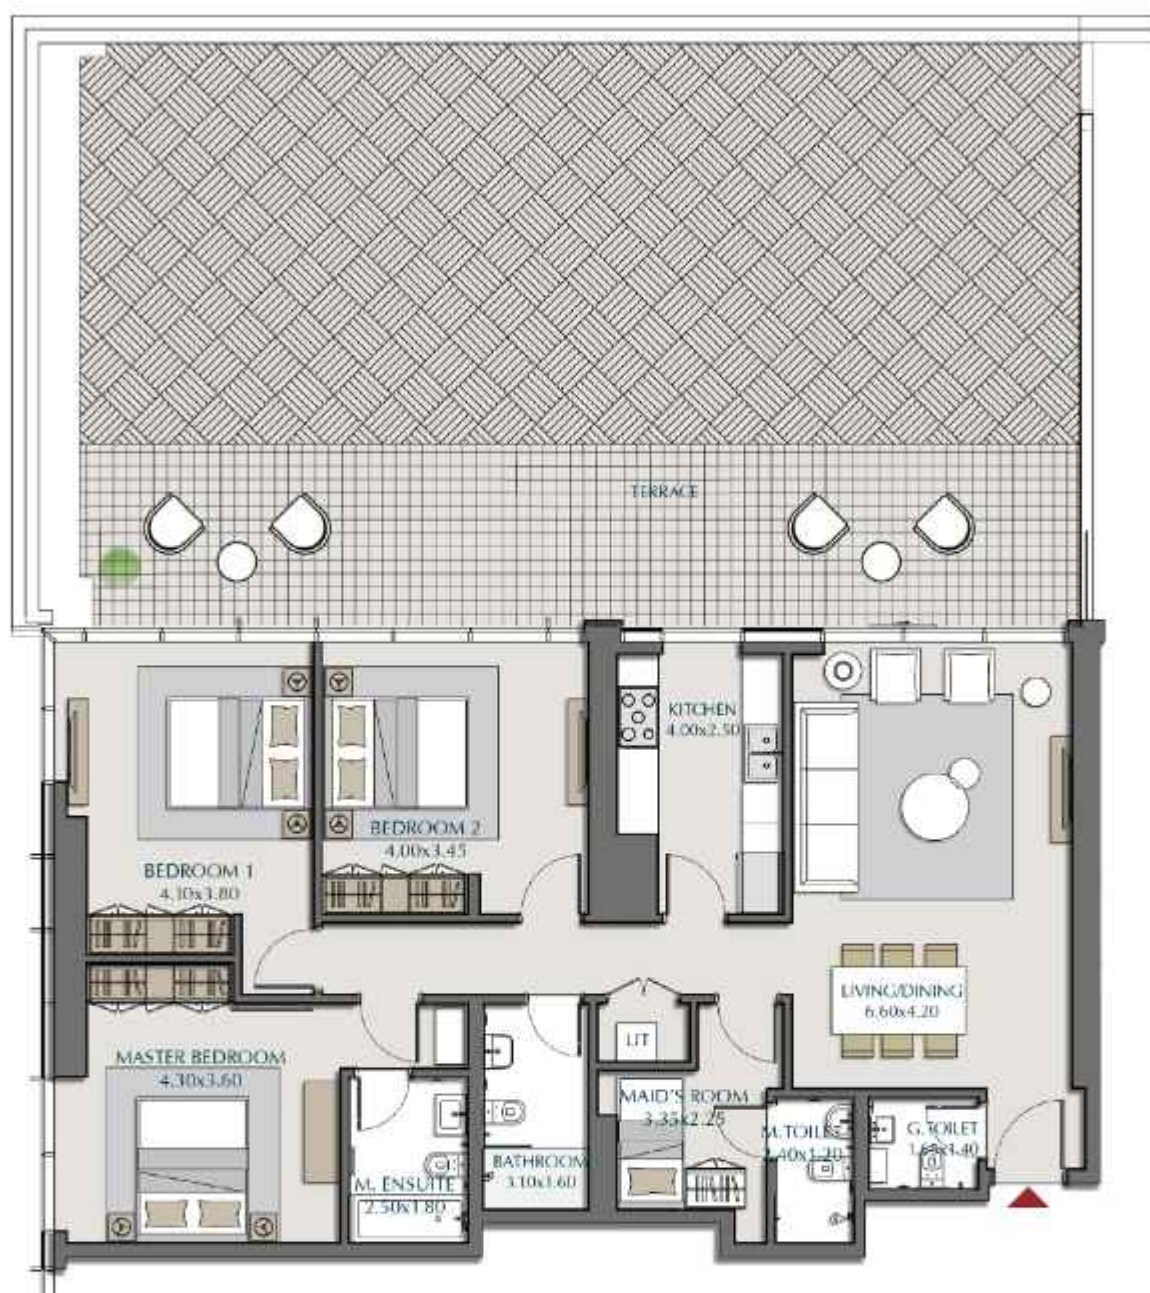 TERRACE
KITCHEN
4.00x2.50
BEDROOM 2
4.00x3.45
BEDROOM 1
4.30x3.80
LIVING/DINING
6.60x4.20
UT
MASTER BEDROOM
4.30x3.60
MAID'S ROOM
3.35x2.25
M.TOILET
2.40x1.20
G.TOILET
BATHROOM
3.10x1.60
M. ENSUITE
2.50x1.80